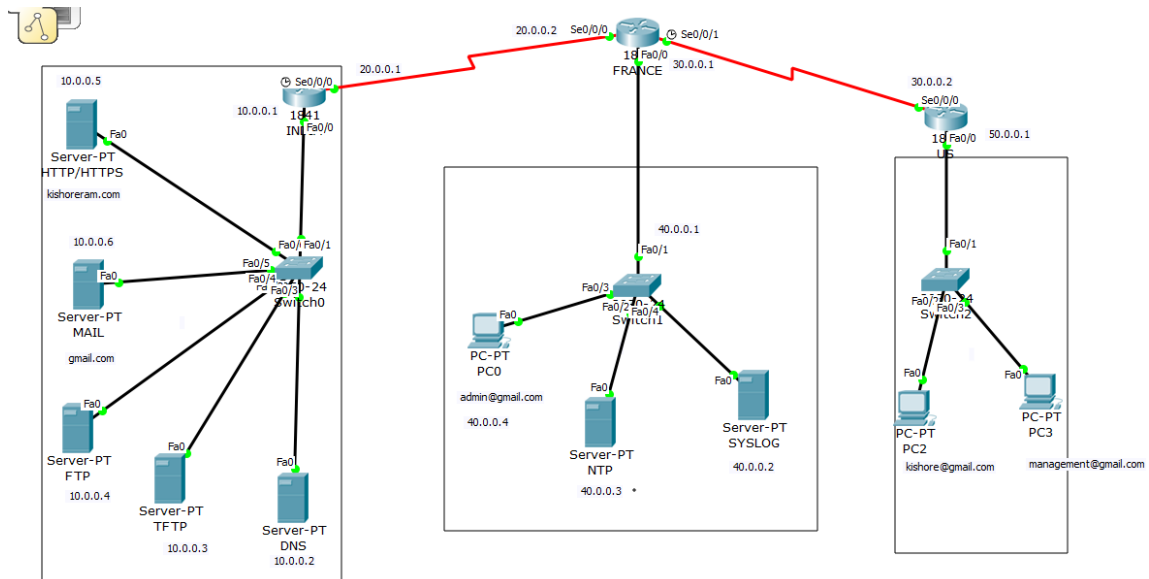 20.0.0.2
Se0/0/0
Se0/0/1
18
Fa0/0
FRANCE
30.0.0.1
20.0.0.1
10.0.0.5
Se0/0/0
10.0.0.1
1841
Fa0/0
Fa0
Server-PT
HTTP/HTTPS
kishoreram.com
30.0.0.2
Se0/0/0
50.0.0.1
18
Fa0/0
US
10.0.0.6
Fa0/1
Fa0/5
Fa0/4
Fa0/3
Switch0
Fa0
Server-PT
MAIL
gmail.com
Fa0
Server-PT
FTP
10.0.0.4
Fa0
Server-PT
TFTP
10.0.0.3
Fa0
Server-PT
DNS
10.0.0.2
40.0.0.1
Fa0/1
Fa0/3
Fa0/2
Fa0/4
Switch1
Fa0
PC-PT
PC0
admin@gmail.com
40.0.0.4
Fa0
Server-PT
NTP
40.0.0.3
Fa0
Server-PT
SYSLOG
40.0.0.2
Fa0/1
Fa0/3
Switch2
Fa0
PC-PT
PC2
kishore@gmail.com
Fa0
PC-PT
PC3
management@gmail.com